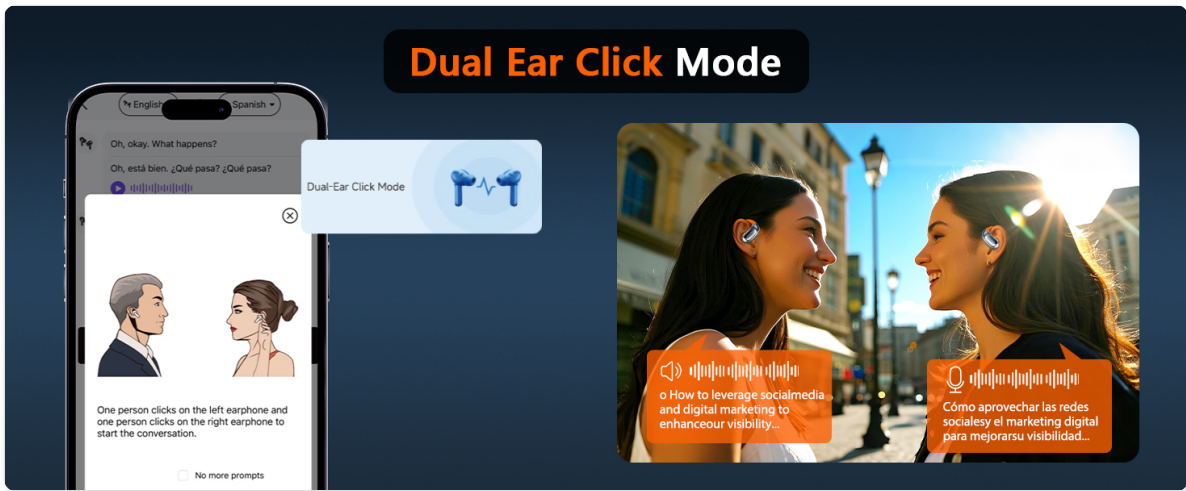 Dual Ear Click Mode
English
Spanish
Oh, okay. What happens?
Oh, está bien. ¿Qué pasa? ¿Qué pasa?
Dual-Ear Click Mode
One person clicks on the left earphone and
one person clicks on the right earphone to
start the conversation.
No more prompts
o How to leverage socialmedia
and digital marketing to
enhanceour visibility...
Cómo aprovechar las redes
socialesy el marketing digital
para mejorarsu visibilidad...